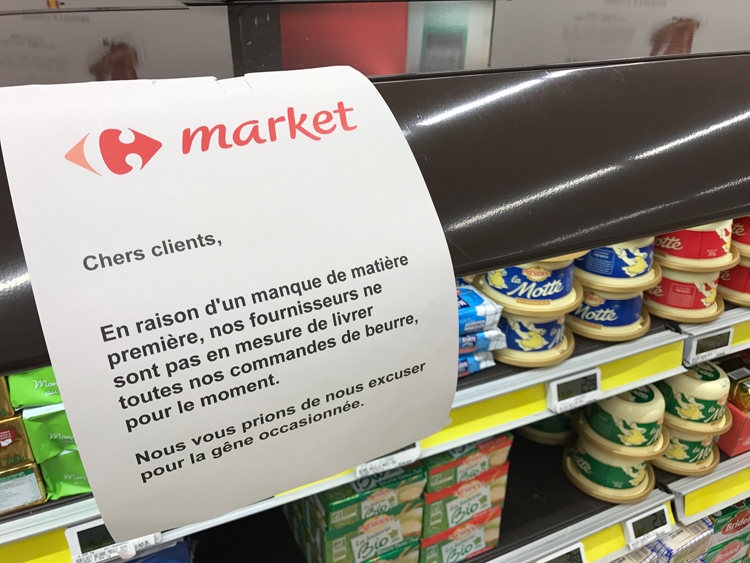 market
Chers clients,
En raison d'un manque de matière
première, nos fournisseurs ne
sont pas en mesure de livrer
toutes nos commandes de beurre,
pour le moment.
Nous vous prions de nous excuser
pour la gêne occasionnée.
la
Motte
Motte
Motte
Motte
Bio
Bio
Bio